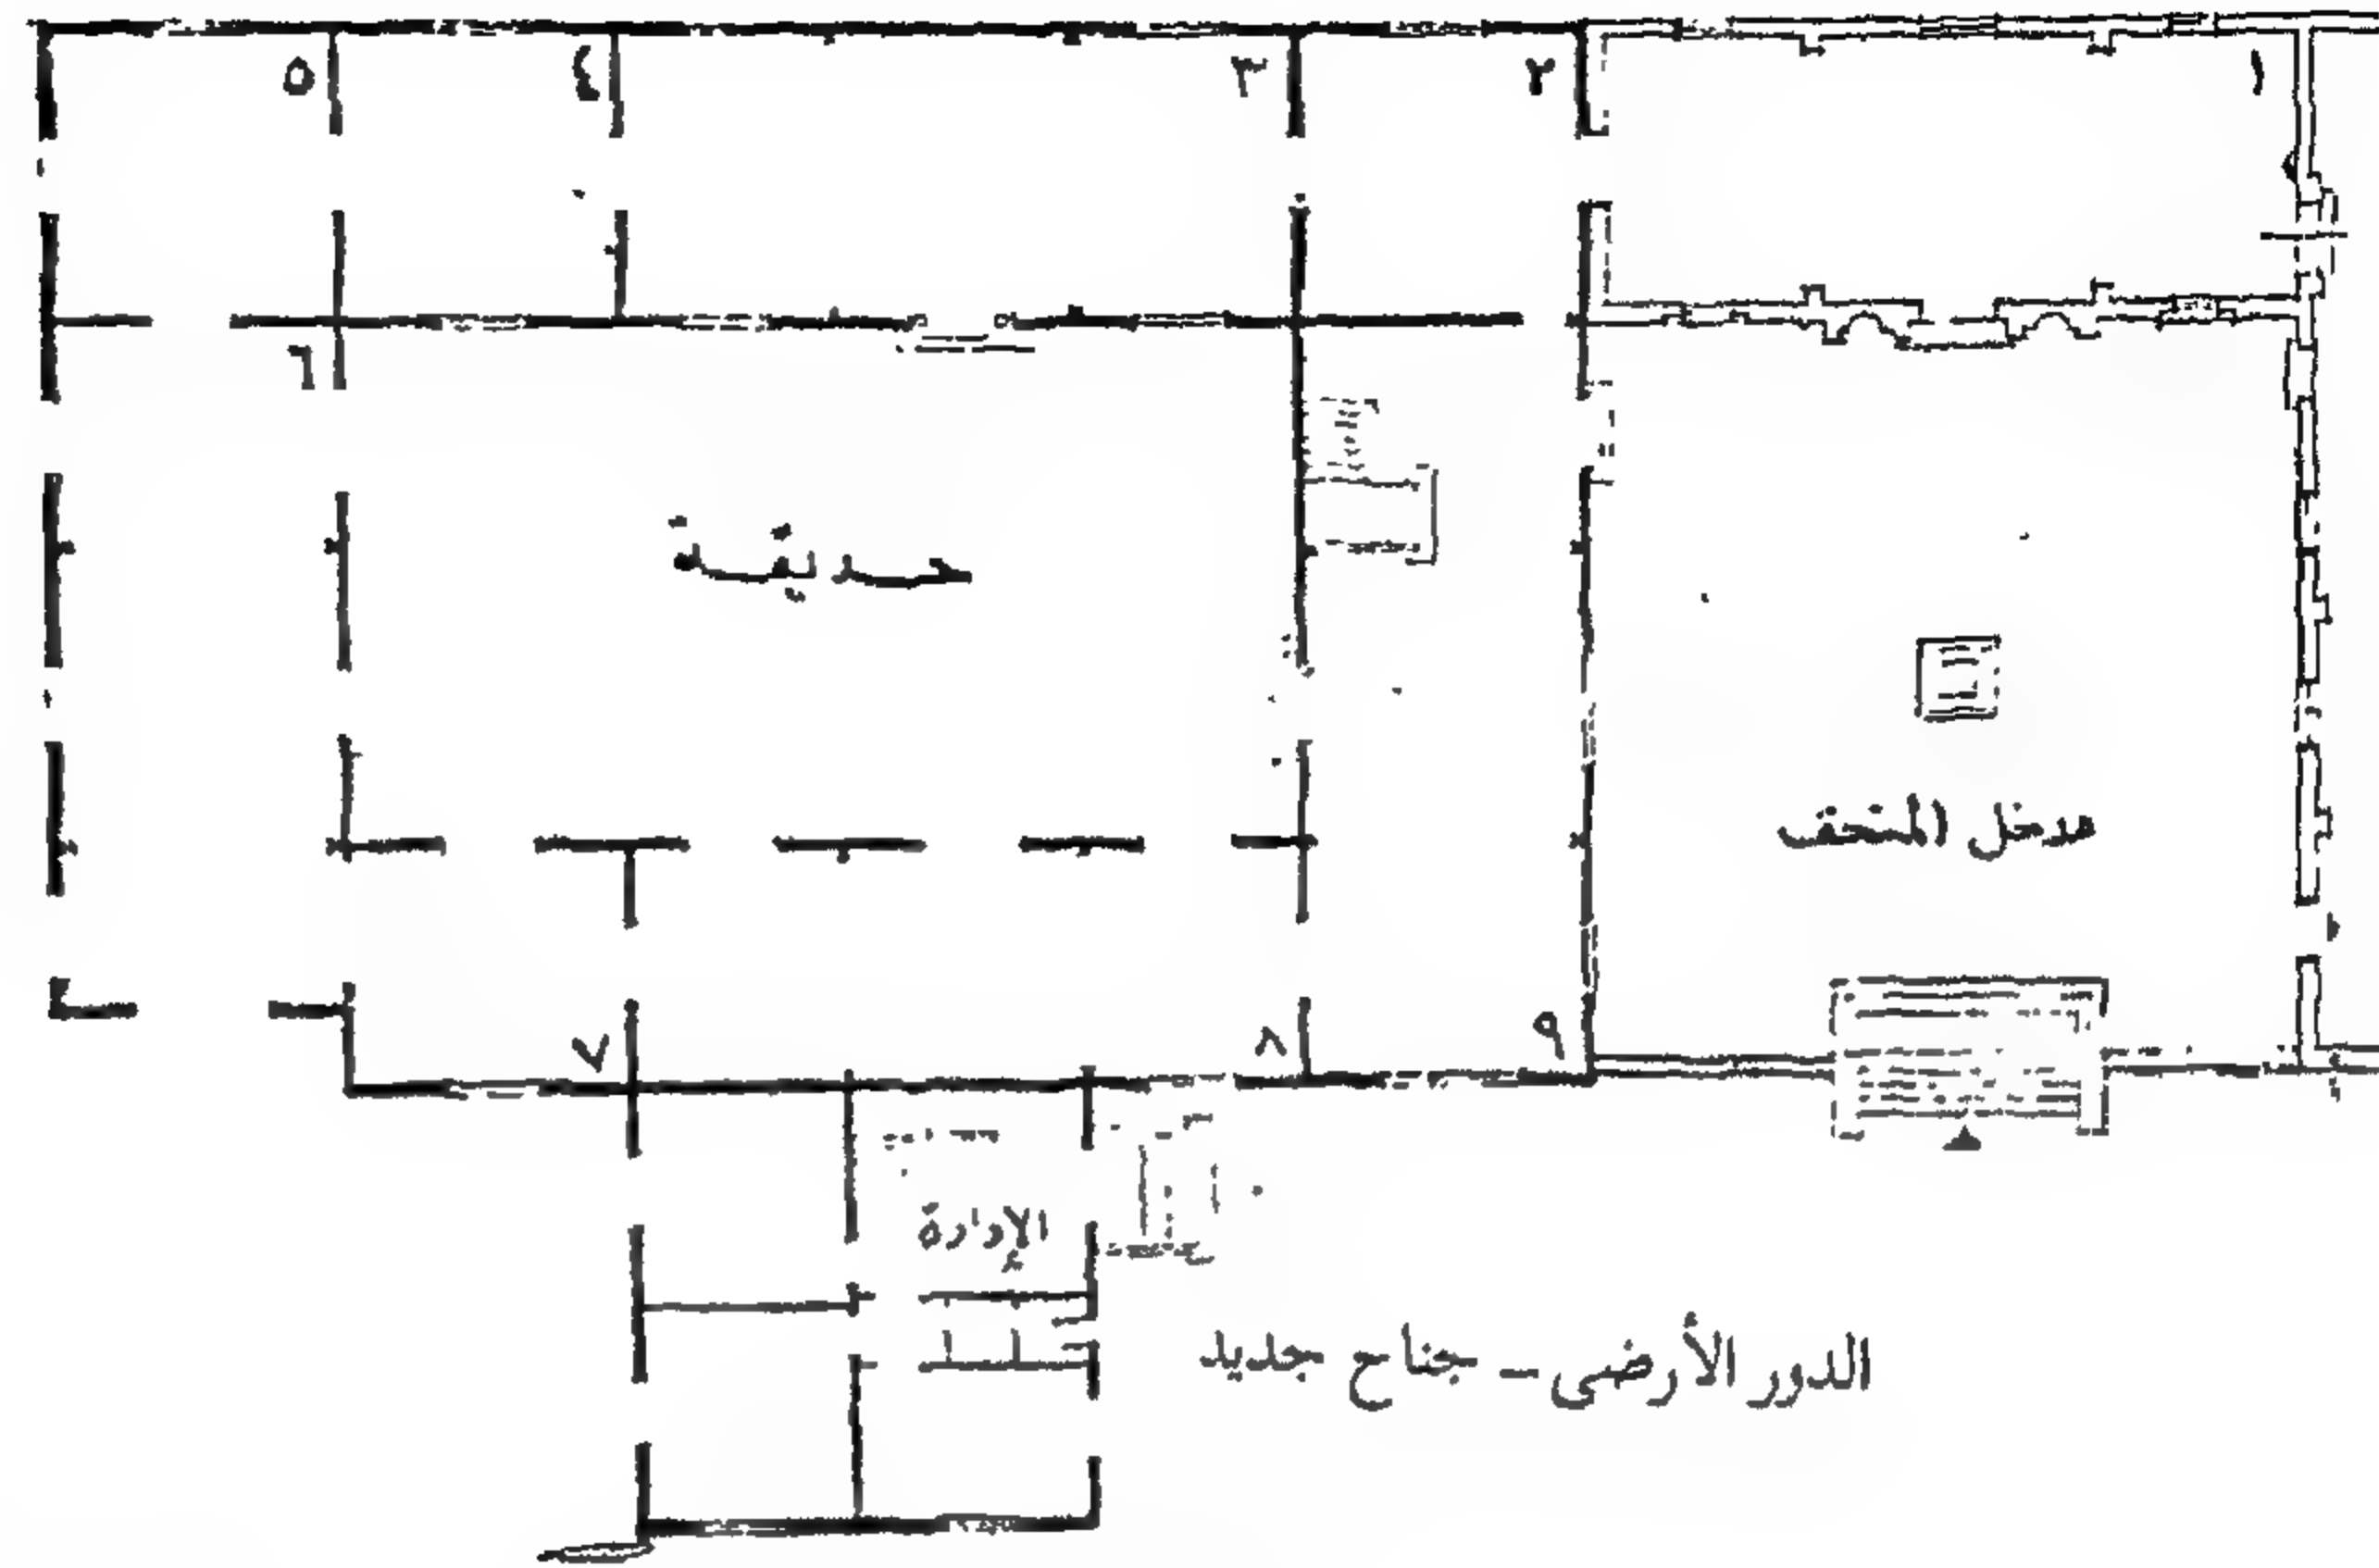 ١
٢
٣
٤
٥
٦
حديقة
مدخل المتحف
٧
٨
٩
الإدارة
الدور الأرضى - جناح جديد